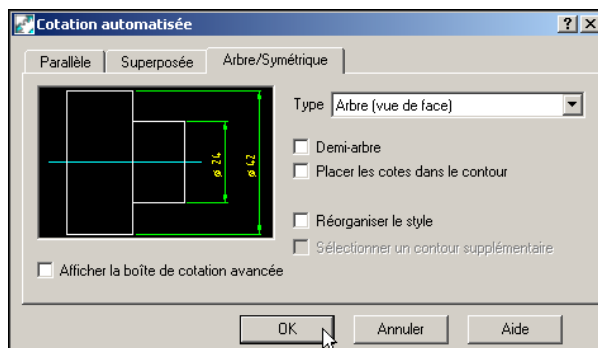 Cotation automatisée
Parallèle Superposée Arbre/Symétrique
Type Arbre (vue de face)
ø 24 ø 42
Demi-arbre
Placer les cotes dans le contour
Réorganiser le style
Sélectionner un contour supplémentaire
Afficher la boîte de cotation avancée
OK Annuler Aide